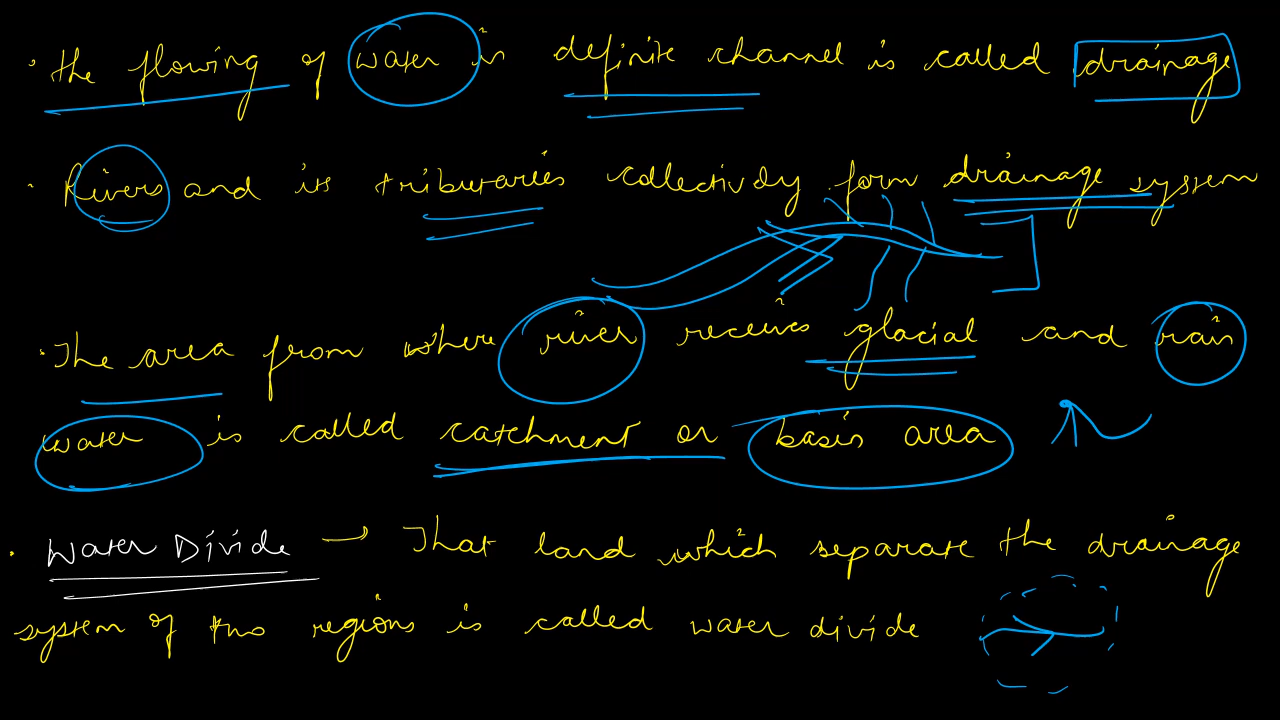 · The flowing of water in definite channel is called drainage
· Rivers and its tributaries collectivdy form drainage system
· The area from where river receives glacial and rain
water is called catchment or basis area
· Water Divide → That land which separate the drainage
system of two regions is called water divide